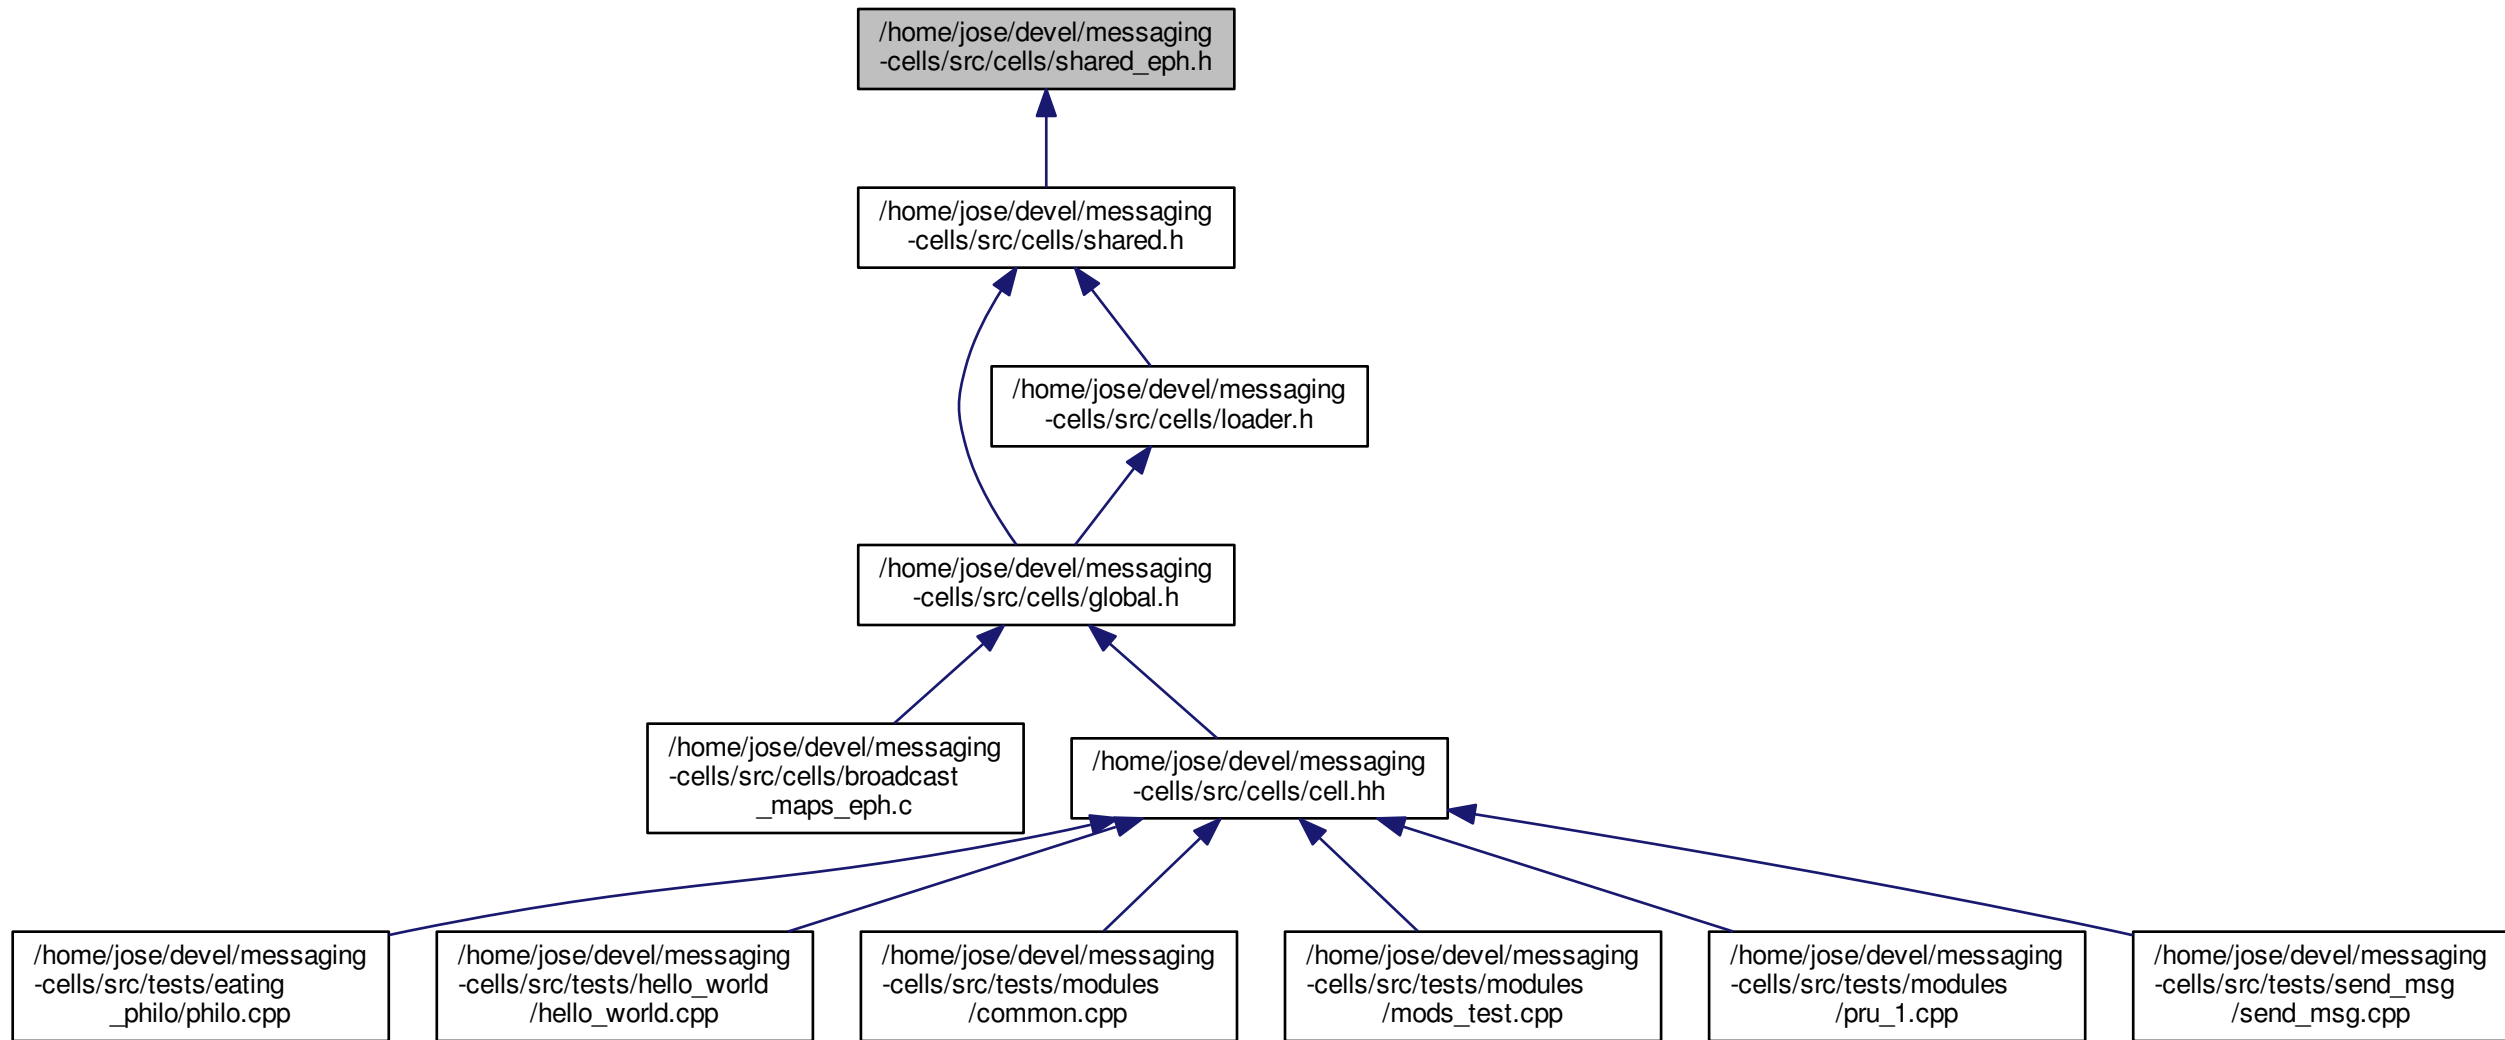 /home/jose/devel/messaging
-cells/src/cells/shared_eph.h
/home/jose/devel/messaging
-cells/src/cells/shared.h
/home/jose/devel/messaging
-cells/src/cells/loader.h
/home/jose/devel/messaging
-cells/src/cells/global.h
/home/jose/devel/messaging
-cells/src/cells/broadcast
_maps_eph.c
/home/jose/devel/messaging
-cells/src/cells/cell.hh
/home/jose/devel/messaging
-cells/src/tests/eating
_philo/philo.cpp
/home/jose/devel/messaging
-cells/src/tests/hello_world
/hello_world.cpp
/home/jose/devel/messaging
-cells/src/tests/modules
/common.cpp
/home/jose/devel/messaging
-cells/src/tests/modules
/mods_test.cpp
/home/jose/devel/messaging
-cells/src/tests/modules
/pru_1.cpp
/home/jose/devel/messaging
-cells/src/tests/send_msg
/send_msg.cpp